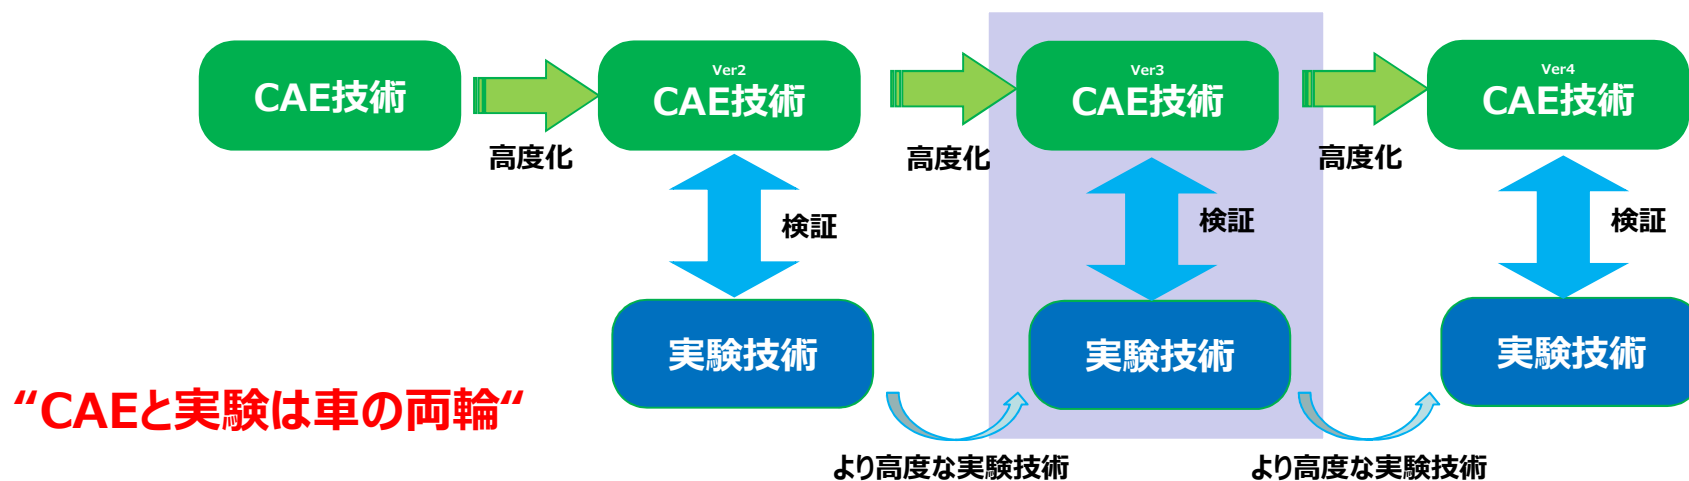 CAE技術
高度化
Ver2
CAE技術
高度化
Ver3
CAE技術
高度化
Ver4
CAE技術
検証
検証
検証
実験技術
実験技術
実験技術
“CAEと実験は車の両輪“
より高度な実験技術
より高度な実験技術